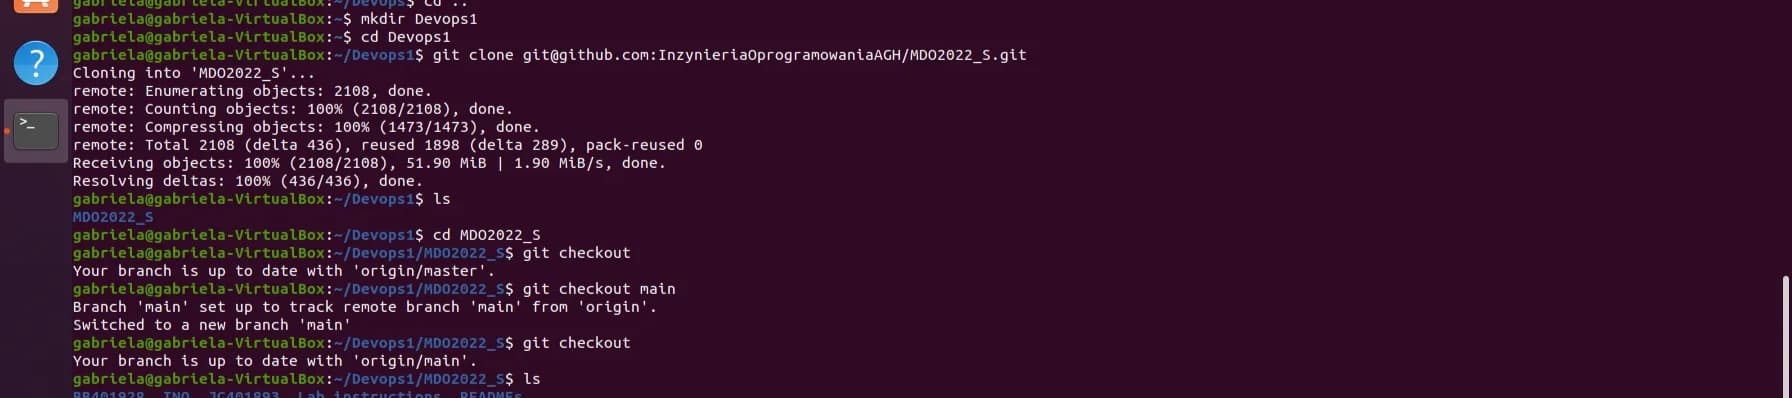 gabriela@gabriela-VirtualBox:~/Devops$ cd ..
gabriela@gabriela-VirtualBox:~$ mkdir Devops1
gabriela@gabriela-VirtualBox:~$ cd Devops1
gabriela@gabriela-VirtualBox:~/Devops1$ git clone git@github.com:InzynieriaOprogramowaniaAGH/MDO2022_S.git
Cloning into 'MDO2022_S'...
remote: Enumerating objects: 2108, done.
remote: Counting objects: 100% (2108/2108), done.
remote: Compressing objects: 100% (1473/1473), done.
remote: Total 2108 (delta 436), reused 1898 (delta 289), pack-reused 0
Receiving objects: 100% (2108/2108), 51.90 MiB | 1.90 MiB/s, done.
Resolving deltas: 100% (436/436), done.
gabriela@gabriela-VirtualBox:~/Devops1$ ls
MDO2022_S
gabriela@gabriela-VirtualBox:~/Devops1$ cd MDO2022_S
gabriela@gabriela-VirtualBox:~/Devops1/MDO2022_S$ git checkout
Your branch is up to date with 'origin/master'.
gabriela@gabriela-VirtualBox:~/Devops1/MDO2022_S$ git checkout main
Branch 'main' set up to track remote branch 'main' from 'origin'.
Switched to a new branch 'main'
gabriela@gabriela-VirtualBox:~/Devops1/MDO2022_S$ git checkout
Your branch is up to date with 'origin/main'.
gabriela@gabriela-VirtualBox:~/Devops1/MDO2022_S$ ls
BB401928 INO JG401893 Lab instructions READMEs